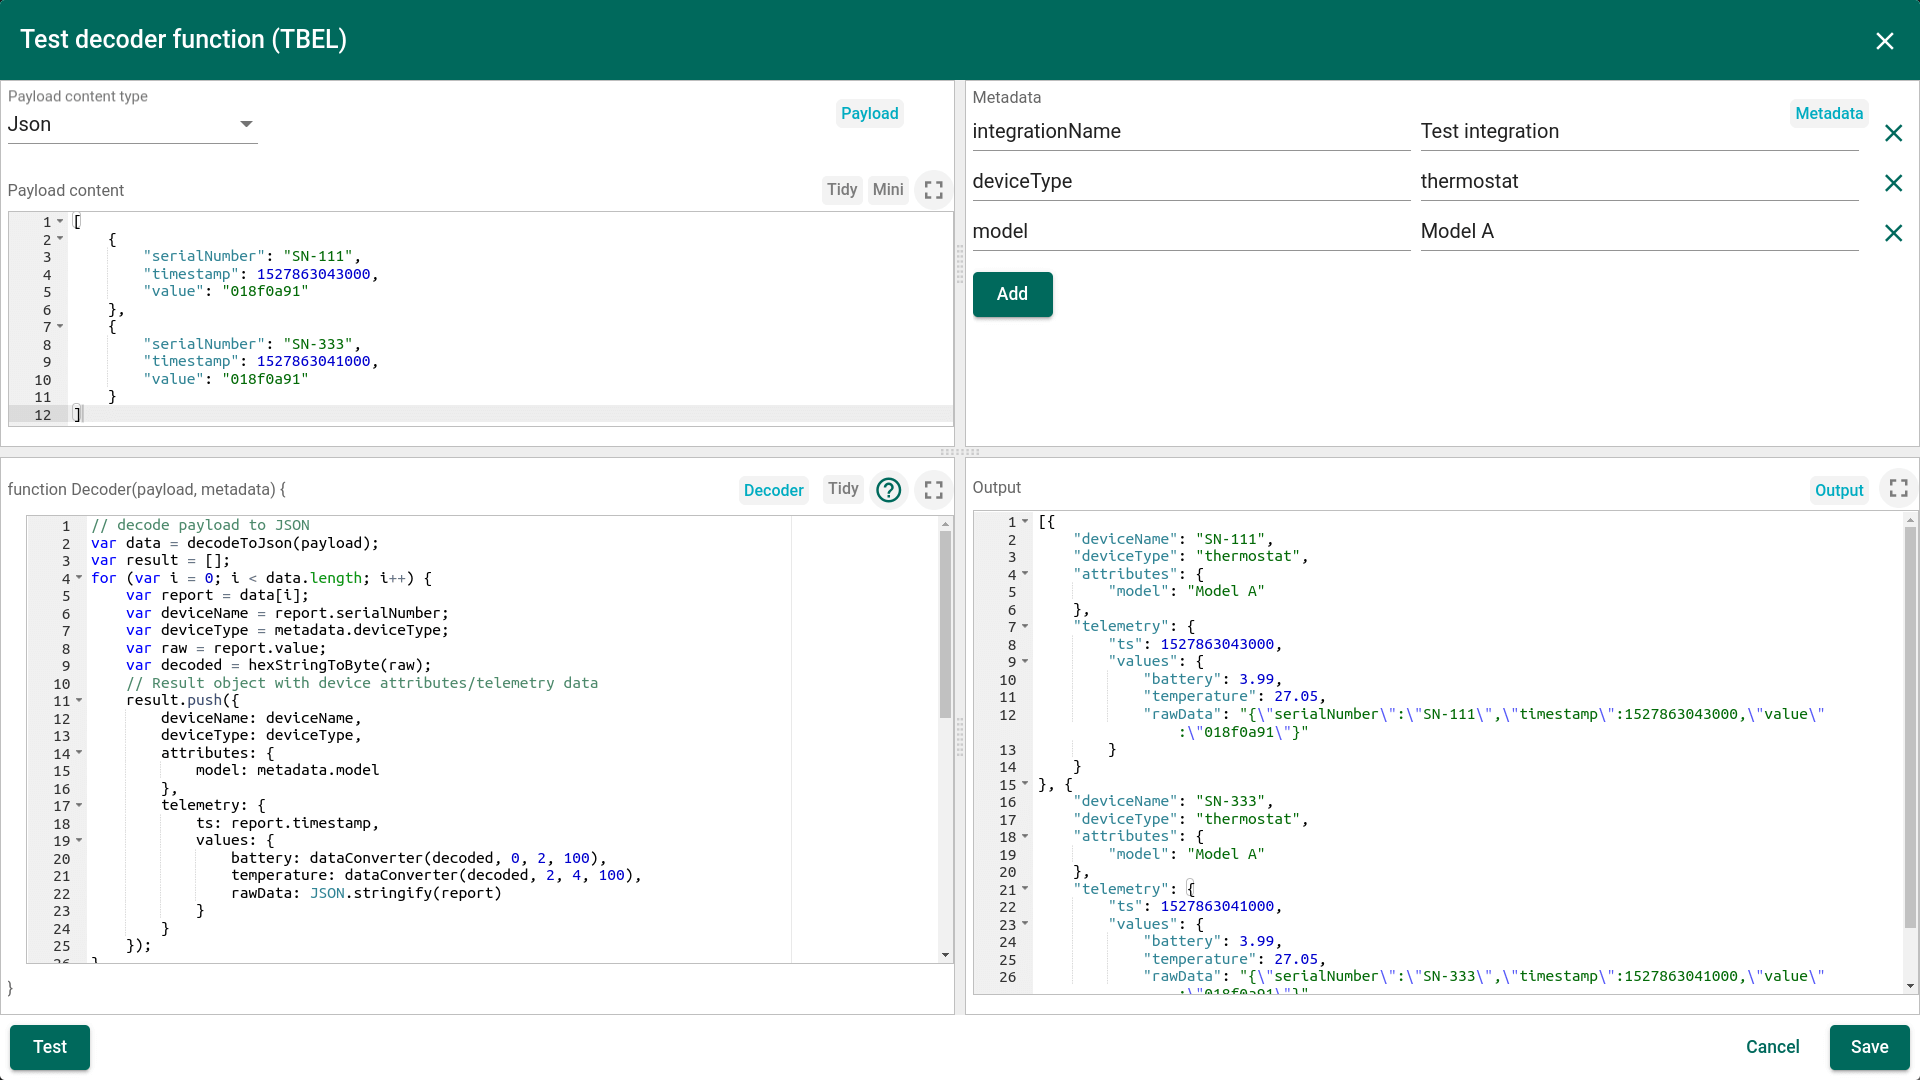 Test decoder function (TBEL)
Payload content type
Json
Payload
Payload content
Tidy
Mini
1 [
2     {
3         "serialNumber": "SN-111",
4         "timestamp": 1527863043000,
5         "value": "018f0a91"
6     },
7     {
8         "serialNumber": "SN-333",
9         "timestamp": 1527863041000,
10         "value": "018f0a91"
11     }
12 ]
Metadata
Metadata
integrationName
Test integration
deviceType
thermostat
model
Model A
Add
function Decoder(payload, metadata) {
Decoder
Tidy
1 // decode payload to JSON
2 var data = decodeToJson(payload);
3 var result = [];
4 for (var i = 0; i < data.length; i++) {
5     var report = data[i];
6     var deviceName = report.serialNumber;
7     var deviceType = metadata.deviceType;
8     var raw = report.value;
9     var decoded = hexStringToByte(raw);
10     // Result object with device attributes/telemetry data
11     result.push({
12         deviceName: deviceName,
13         deviceType: deviceType,
14         attributes: {
15             model: metadata.model
16         },
17         telemetry: {
18             ts: report.timestamp,
19             values: {
20                 battery: dataConverter(decoded, 0, 2, 100),
21                 temperature: dataConverter(decoded, 2, 4, 100),
22                 rawData: JSON.stringify(report)
23             }
24         }
25     });
26 }
}
Output
Output
1 [{
2     "deviceName": "SN-111",
3     "deviceType": "thermostat",
4     "attributes": {
5         "model": "Model A"
6     },
7     "telemetry": {
8         "ts": 1527863043000,
9         "values": {
10             "battery": 3.99,
11             "temperature": 27.05,
12             "rawData": "{\"serialNumber\":\"SN-111\",\"timestamp\":1527863043000,\"value\"
:\"018f0a91\"}"
13         }
14     }
15 }, {
16     "deviceName": "SN-333",
17     "deviceType": "thermostat",
18     "attributes": {
19         "model": "Model A"
20     },
21     "telemetry": {
22         "ts": 1527863041000,
23         "values": {
24             "battery": 3.99,
25             "temperature": 27.05,
26             "rawData": "{\"serialNumber\":\"SN-333\",\"timestamp\":1527863041000,\"value\"
:\"018f0a91\"}"
Test
Cancel
Save